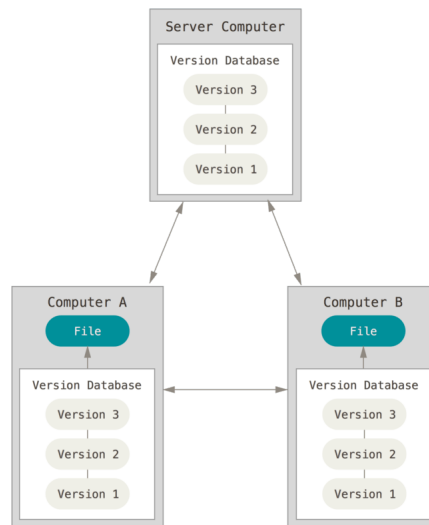 Server Computer
Version Database
Version 3
Version 2
Version 1
Computer A
File
Version Database
Version 3
Version 2
Version 1
Computer B
File
Version Database
Version 3
Version 2
Version 1